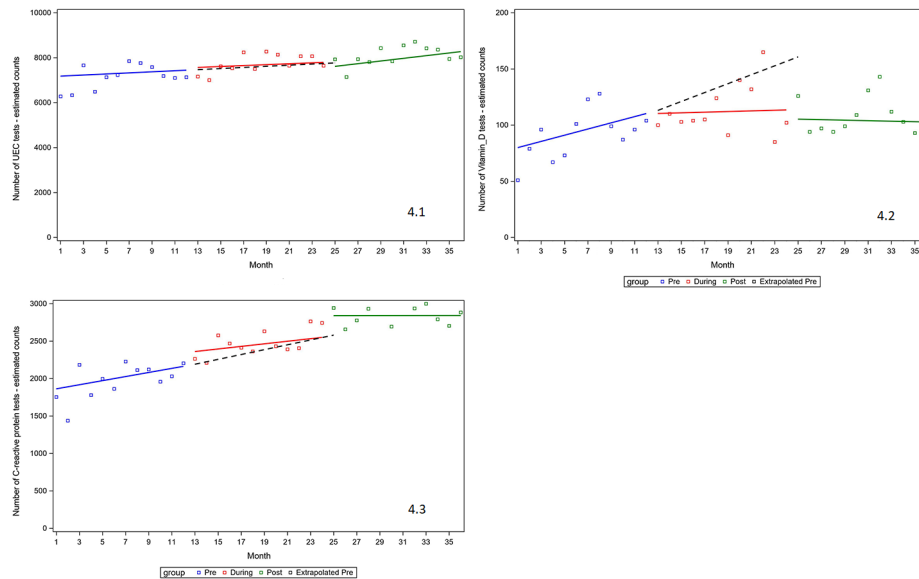 Number of UEC tests - estimated counts
10000
8000
6000
4000
2000
0
4.1
1 3 5 7 9 11 13 15 17 19 21 23 25 27 29 31 33 35
Month
Number of Vitamin_D tests - estimated counts
200
150
100
50
0
4.2
1 3 5 7 9 11 13 15 17 19 21 23 25 27 29 31 33 35
Month
group Pre During Post Extrapolated Pre
Number of C-reactive protein tests - estimated counts
3000
2500
2000
1500
1000
500
0
4.3
1 3 5 7 9 11 13 15 17 19 21 23 25 27 29 31 33 35
Month
group Pre During Post Extrapolated Pre